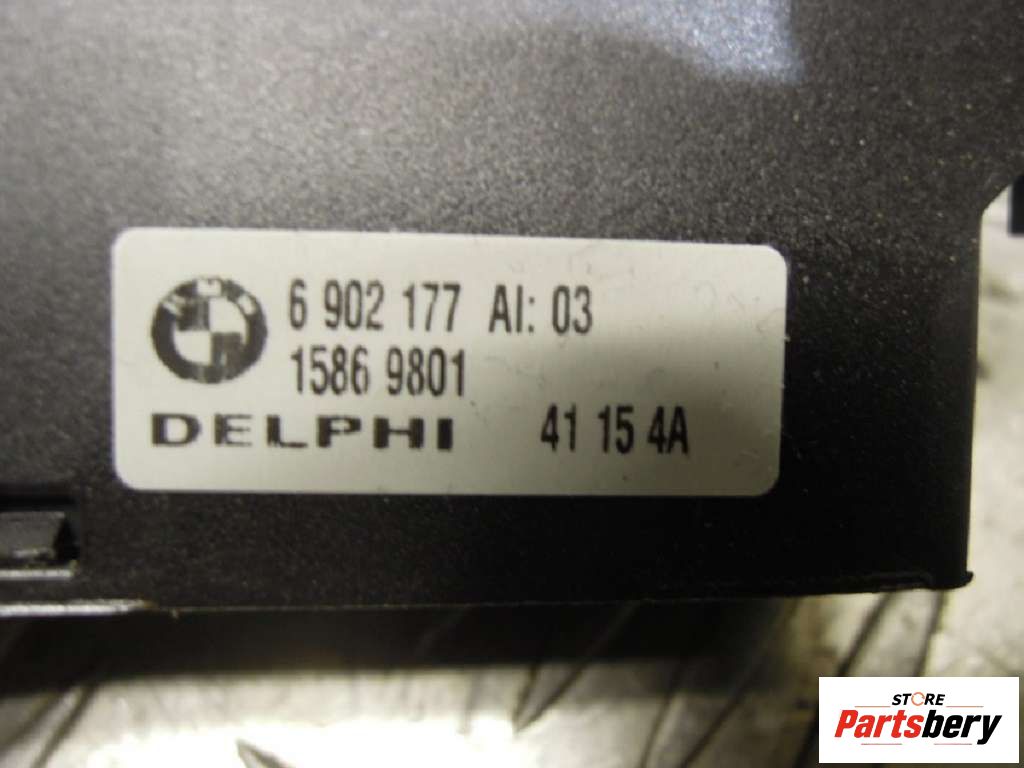 6 902 177 AI: 03
1586 9801
DELPHI 41 15 4A
STORE
Partsbery